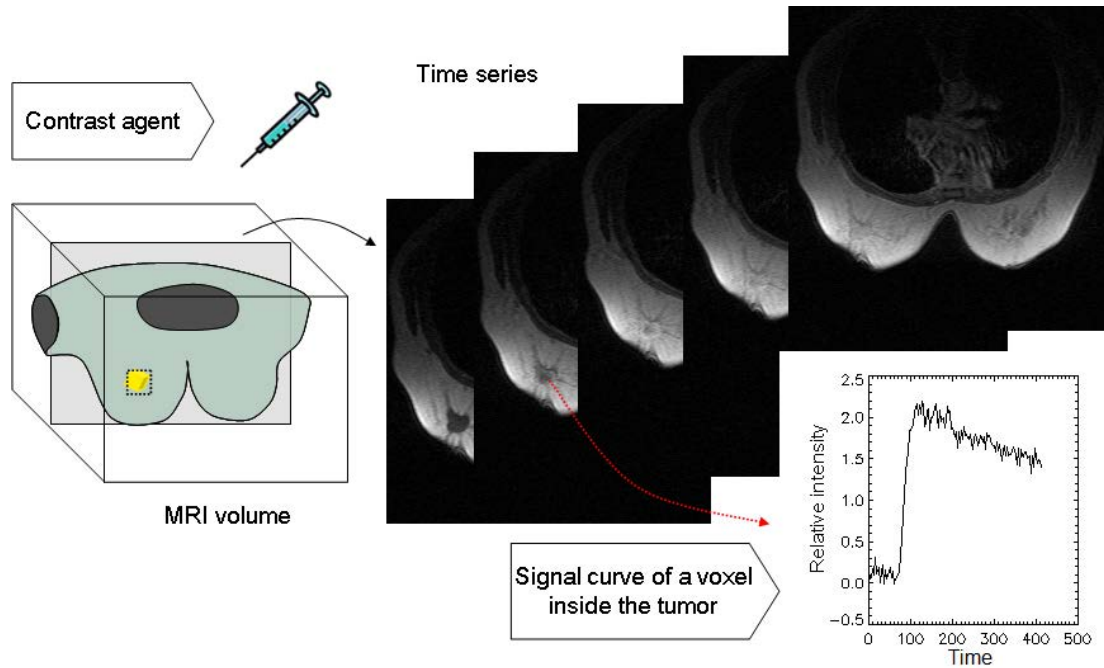 Time series
Contrast agent
MRI volume
Signal curve of a voxel
inside the tumor
Relative intensity
2.5
2.0
1.5
1.0
0.5
0.0
−0.5
0 100 200 300 400 500
Time